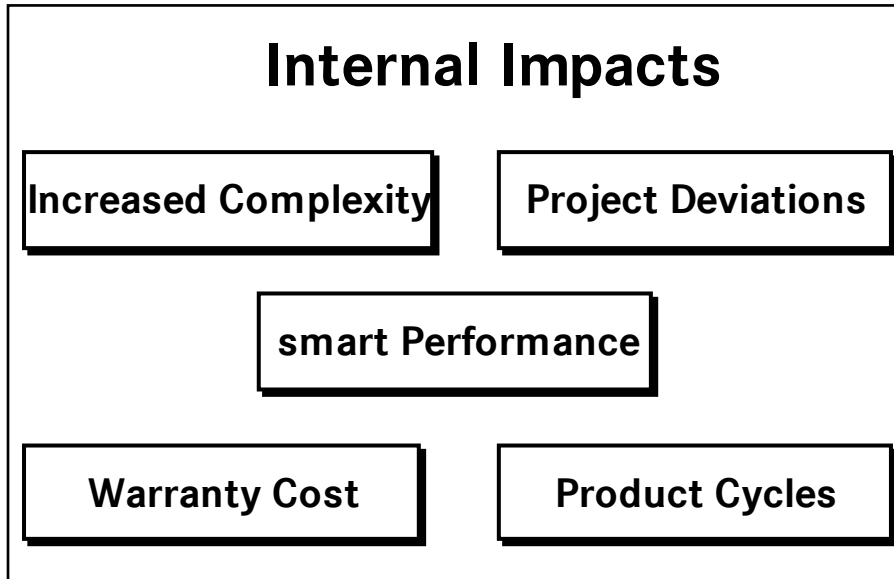 Internal Impacts
Increased Complexity
Project Deviations
smart Performance
Warranty Cost
Product Cycles